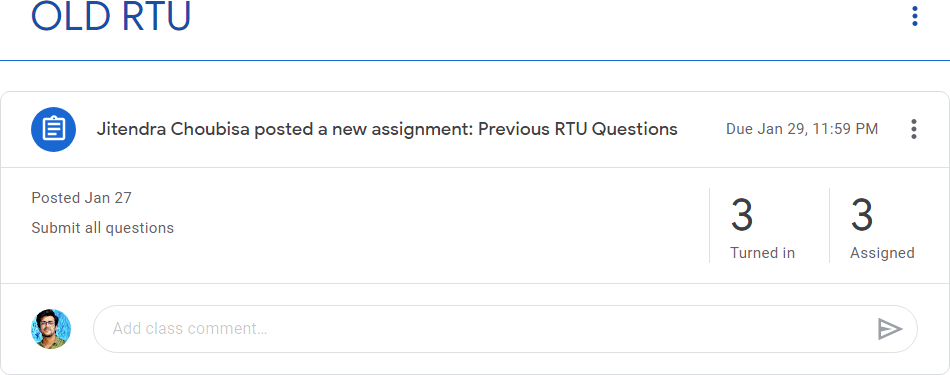 OLD RTU
Jitendra Choubisa posted a new assignment: Previous RTU Questions
Due Jan 29, 11:59 PM
Posted Jan 27
Submit all questions
3
Turned in
3
Assigned
Add class comment...